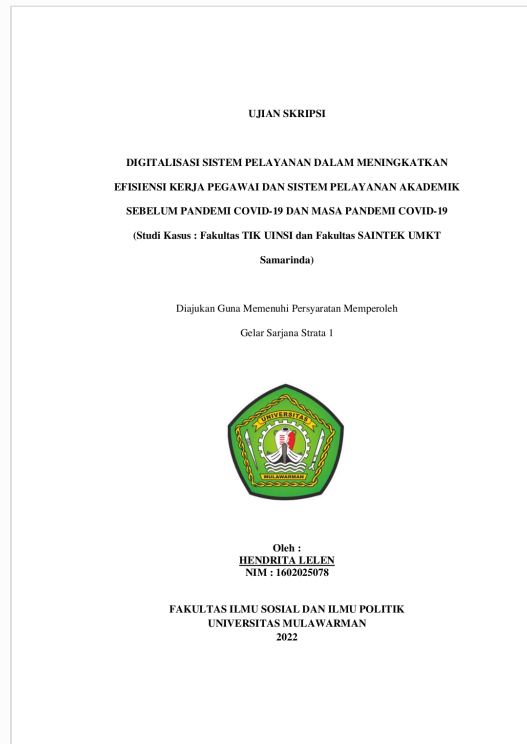 UJIAN SKRIPSI
DIGITALISASI SISTEM PELAYANAN DALAM MENINGKATKAN
EFISIENSI KERJA PEGAWAI DAN SISTEM PELAYANAN AKADEMIK
SEBELUM PANDEMI COVID-19 DAN MASA PANDEMI COVID-19
(Studi Kasus : Fakultas TIK UINSI dan Fakultas SAINTEK UMKT
Samarinda)
Diajukan Guna Memenuhi Persyaratan Memperoleh
Gelar Sarjana Strata 1
UNIVERSITAS
MULAWARMAN
Oleh :
HENDRITA LELEN
NIM : 1602025078
FAKULTAS ILMU SOSIAL DAN ILMU POLITIK
UNIVERSITAS MULAWARMAN
2022